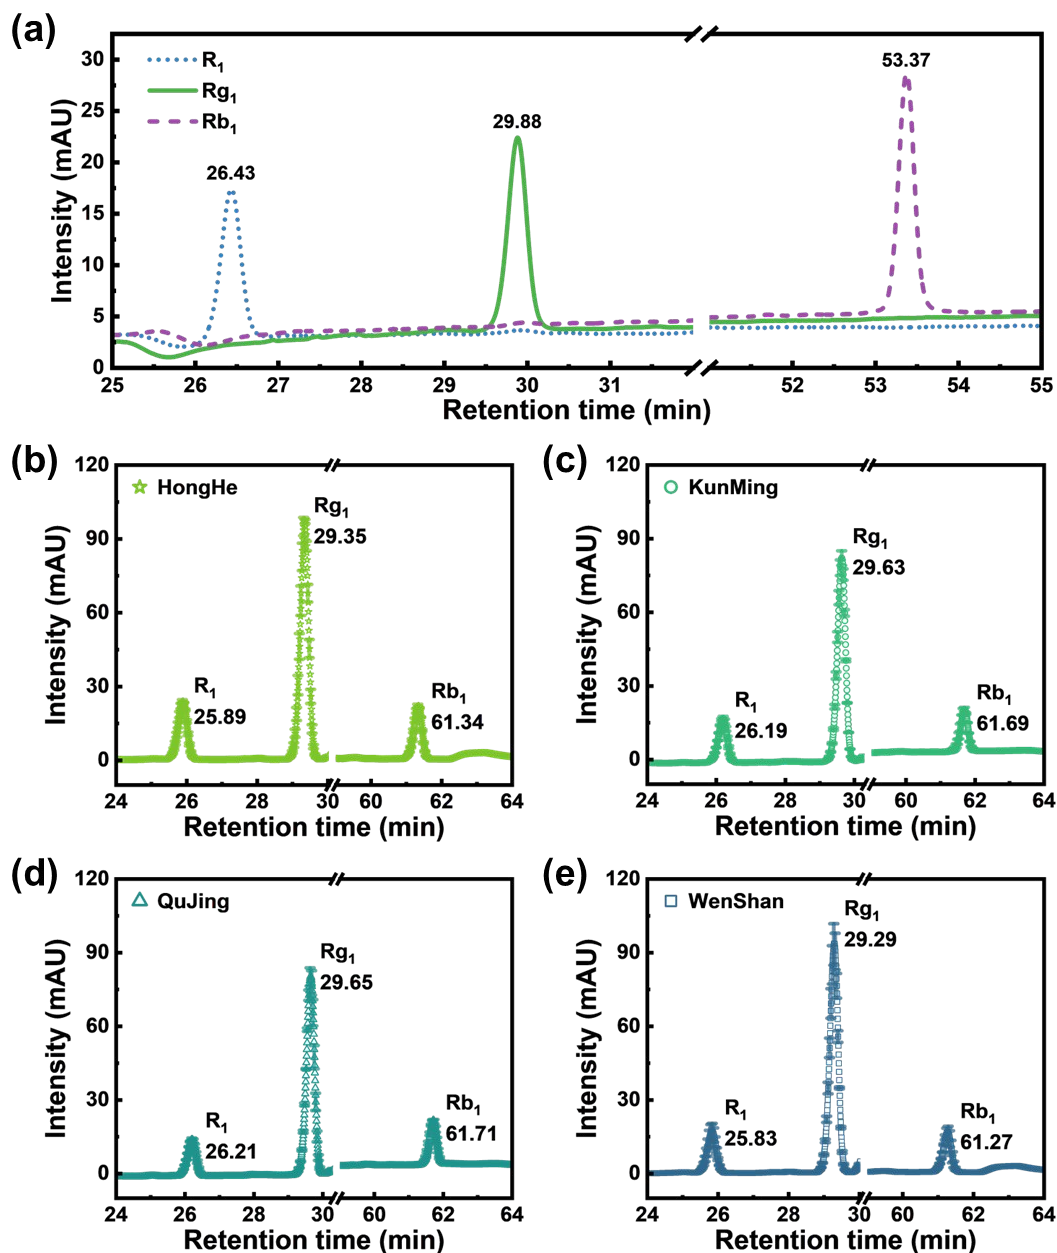 (a)
R₁
Rg₁
Rb₁
26.43
29.88
53.37
Intensity (mAU)
30
25
20
15
10
5
0
25 26 27 28 29 30 31 52 53 54 55
Retention time (min)
(b)
HongHe
Rg₁
29.35
R₁
25.89
Rb₁
61.34
Intensity (mAU)
120
90
60
30
0
24 26 28 30 60 62 64
Retention time (min)
(c)
KunMing
Rg₁
29.63
R₁
26.19
Rb₁
61.69
Intensity (mAU)
120
90
60
30
0
24 26 28 30 60 62 64
Retention time (min)
(d)
QuJing
Rg₁
29.65
R₁
26.21
Rb₁
61.71
Intensity (mAU)
120
90
60
30
0
24 26 28 30 60 62 64
Retention time (min)
(e)
WenShan
Rg₁
29.29
R₁
25.83
Rb₁
61.27
Intensity (mAU)
120
90
60
30
0
24 26 28 30 60 62 64
Retention time (min)